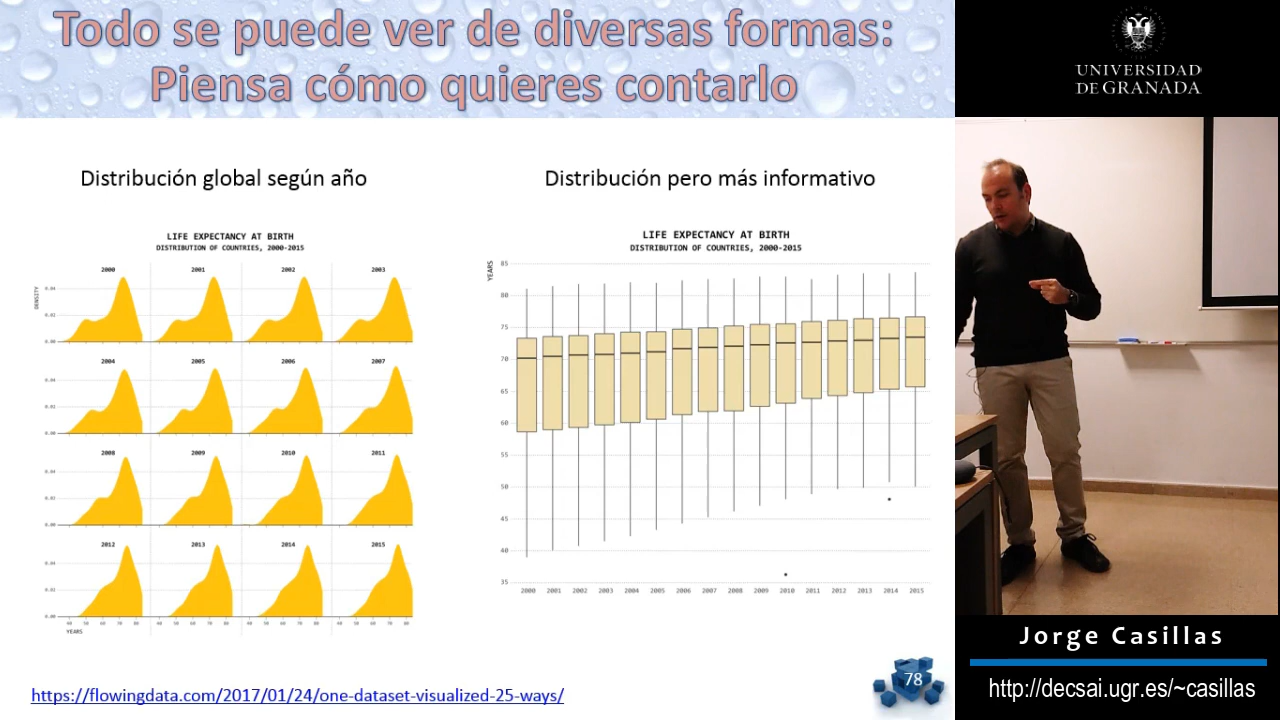 Todo se puede ver de diversas formas:
Piensa cómo quieres contarlo
Distribución global según año
LIFE EXPECTANCY AT BIRTH
DISTRIBUTION OF COUNTRIES, 2000-2015
2000 2001 2002 2003
DENSITY
2004 2005 2006 2007
2008 2009 2010 2011
2012 2013 2014 2015
YEARS
Distribución pero más informativo
LIFE EXPECTANCY AT BIRTH
DISTRIBUTION OF COUNTRIES, 2000-2015
YEARS
85
80
75
70
65
60
55
50
45
40
35
2000 2001 2002 2003 2004 2005 2006 2007 2008 2009 2010 2011 2012 2013 2014 2015
https://flowingdata.com/2017/01/24/one-dataset-visualized-25-ways/
78
UNIVERSIDAD
DE GRANADA
Jorge Casillas
http://decsai.ugr.es/~casillas